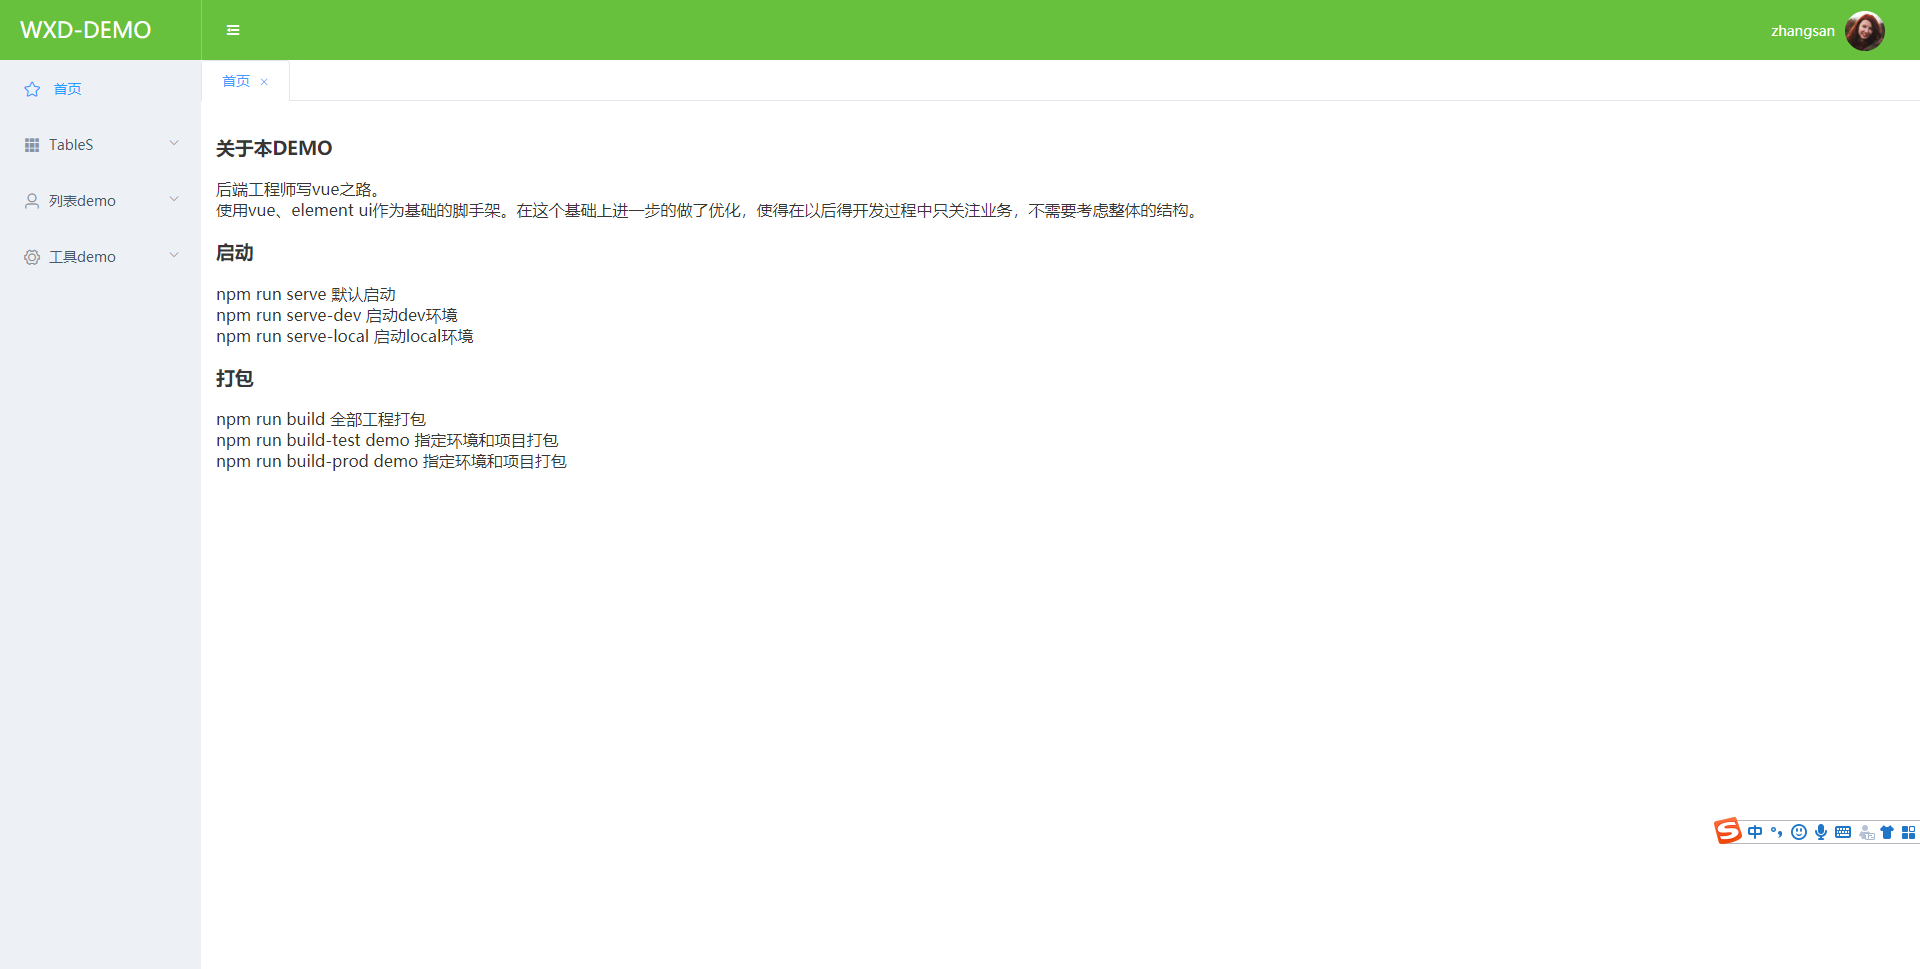 WXD-DEMO
zhangsan
首页
TableS
列表demo
工具demo
首页
关于本DEMO
后端工程师写vue之路。
使用vue、element ui作为基础的脚手架。在这个基础上进一步的做了优化，使得在以后得开发过程中只关注业务，不需要考虑整体的结构。
启动
npm run serve 默认启动
npm run serve-dev 启动dev环境
npm run serve-local 启动local环境
打包
npm run build 全部工程打包
npm run build-test demo 指定环境和项目打包
npm run build-prod demo 指定环境和项目打包
S 中